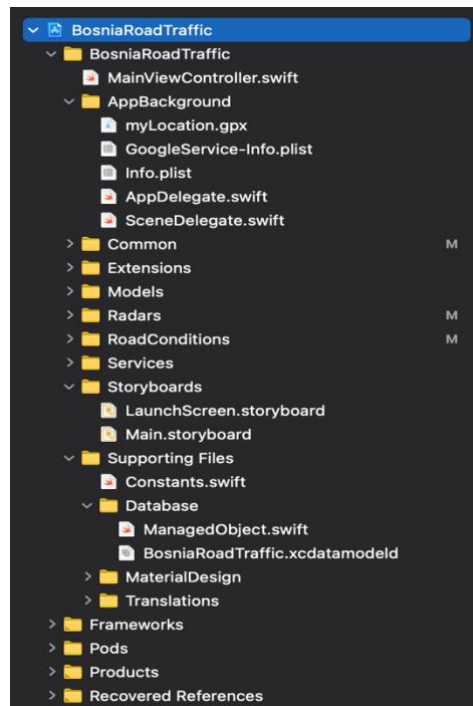 BosniaRoadTraffic
BosniaRoadTraffic
MainViewController.swift
AppBackground
myLocation.gpx
GoogleService-Info.plist
Info.plist
AppDelegate.swift
SceneDelegate.swift
Common M
Extensions
Models
Radars M
RoadConditions M
Services
Storyboards
LaunchScreen.storyboard
Main.storyboard
Supporting Files
Constants.swift
Database
ManagedObject.swift
BosniaRoadTraffic.xcdatamodeld
MaterialDesign
Translations
Frameworks
Pods
Products
Recovered References